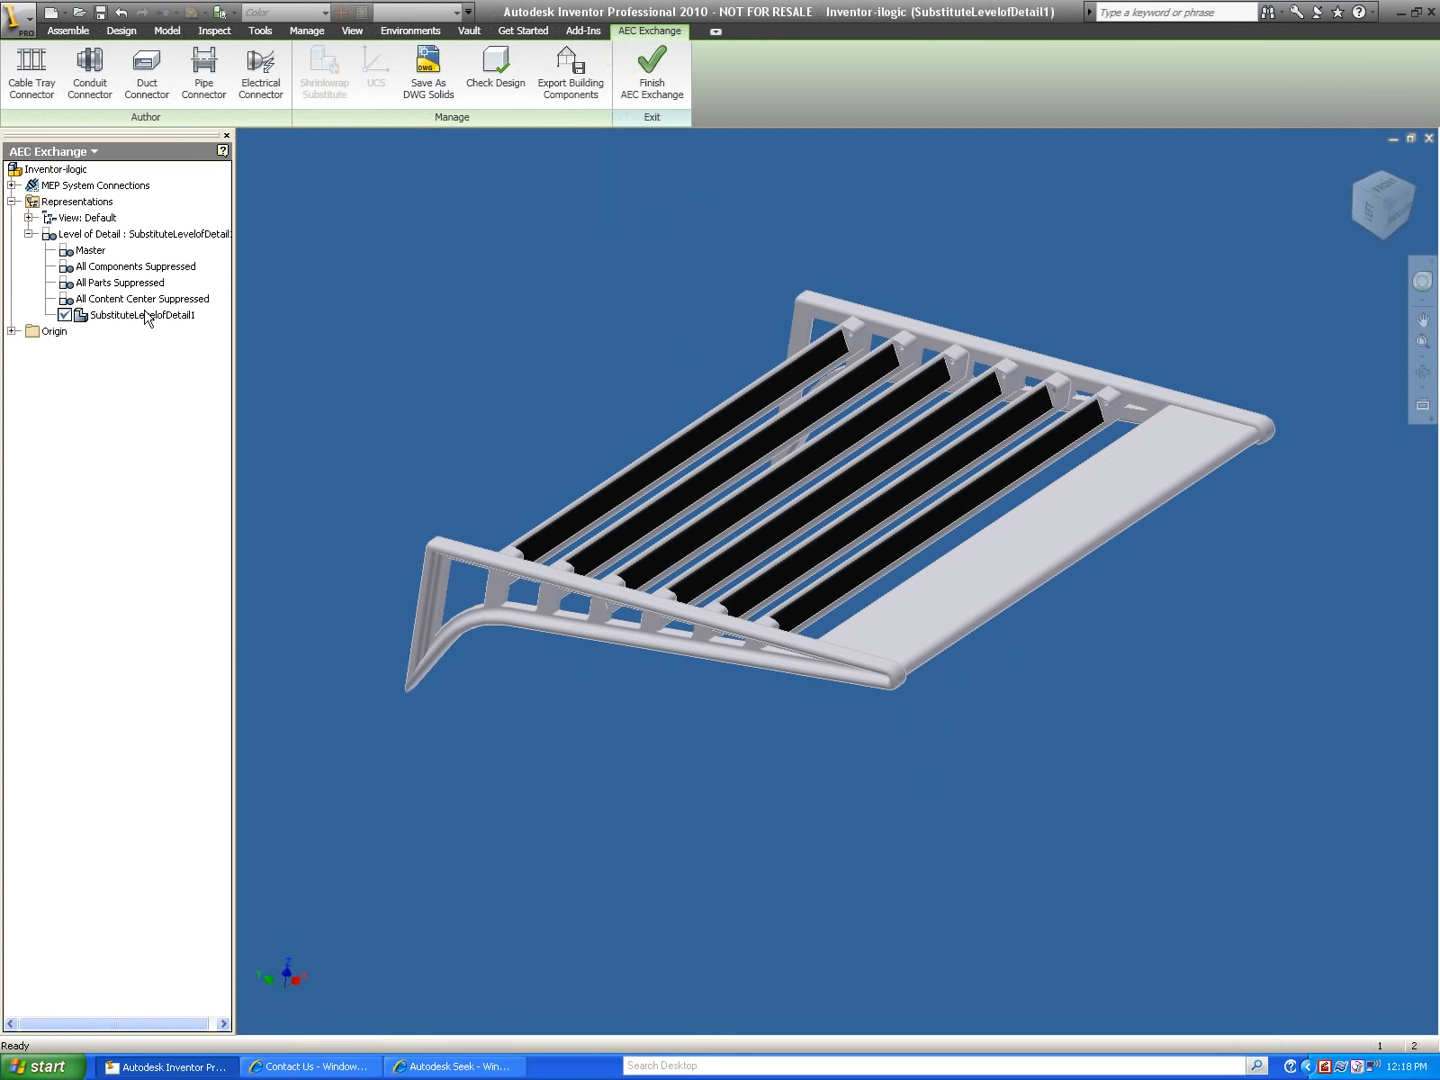 Color
Autodesk Inventor Professional 2010 - NOT FOR RESALE Inventor-ilogic (SubstituteLevelofDetail1)
Type a keyword or phrase
PRO
Assemble Design Model Inspect Tools Manage View Environments Vault Get Started Add-Ins AEC Exchange
Cable Tray Connector
Conduit Connector
Duct Connector
Pipe Connector
Electrical Connector
Shrinkwrap Substitute
UCS
Save As DWG Solids
Check Design
Export Building Components
Finish AEC Exchange
Author Manage Exit
AEC Exchange
Inventor-ilogic
MEP System Connections
Representations
View: Default
Level of Detail : SubstituteLevelofDetail
Master
All Components Suppressed
All Parts Suppressed
All Content Center Suppressed
SubstituteLevelofDetail1
Origin
FRONT
Z
Ready
1 2
start
Autodesk Inventor Pr...
Contact Us - Window...
Autodesk Seek - Win...
Search Desktop
12:18 PM